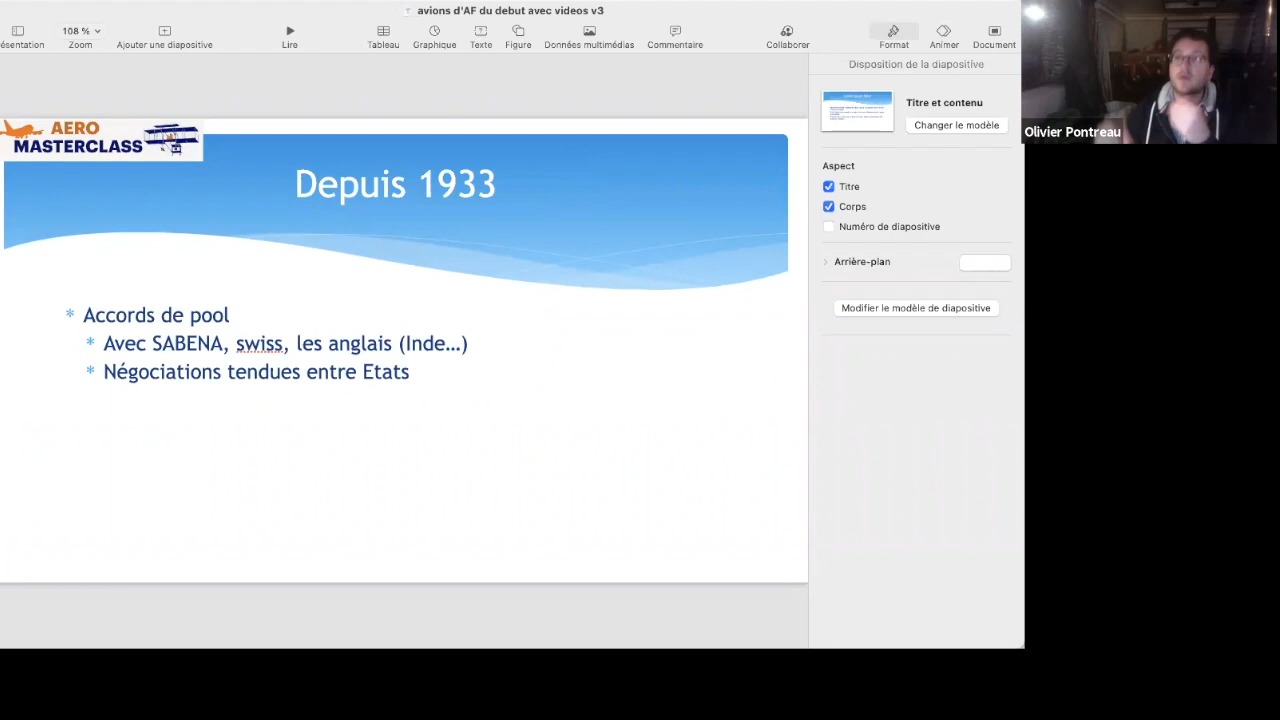 avions d'AF du debut avec videos v3
ésentation
108 %
Zoom
Ajouter une diapositive
Lire
Tableau
Graphique
Texte
Figure
Données multimédias
Commentaire
Collaborer
Format
Animer
Document
Disposition de la diapositive
Titre et contenu
Changer le modèle
Aspect
Titre
Corps
Numéro de diapositive
Arrière-plan
Modifier le modèle de diapositive
Olivier Pontreau
AERO
MASTERCLASS
Depuis 1933
* Accords de pool
* Avec SABENA, swiss, les anglais (Inde…)
* Négociations tendues entre Etats